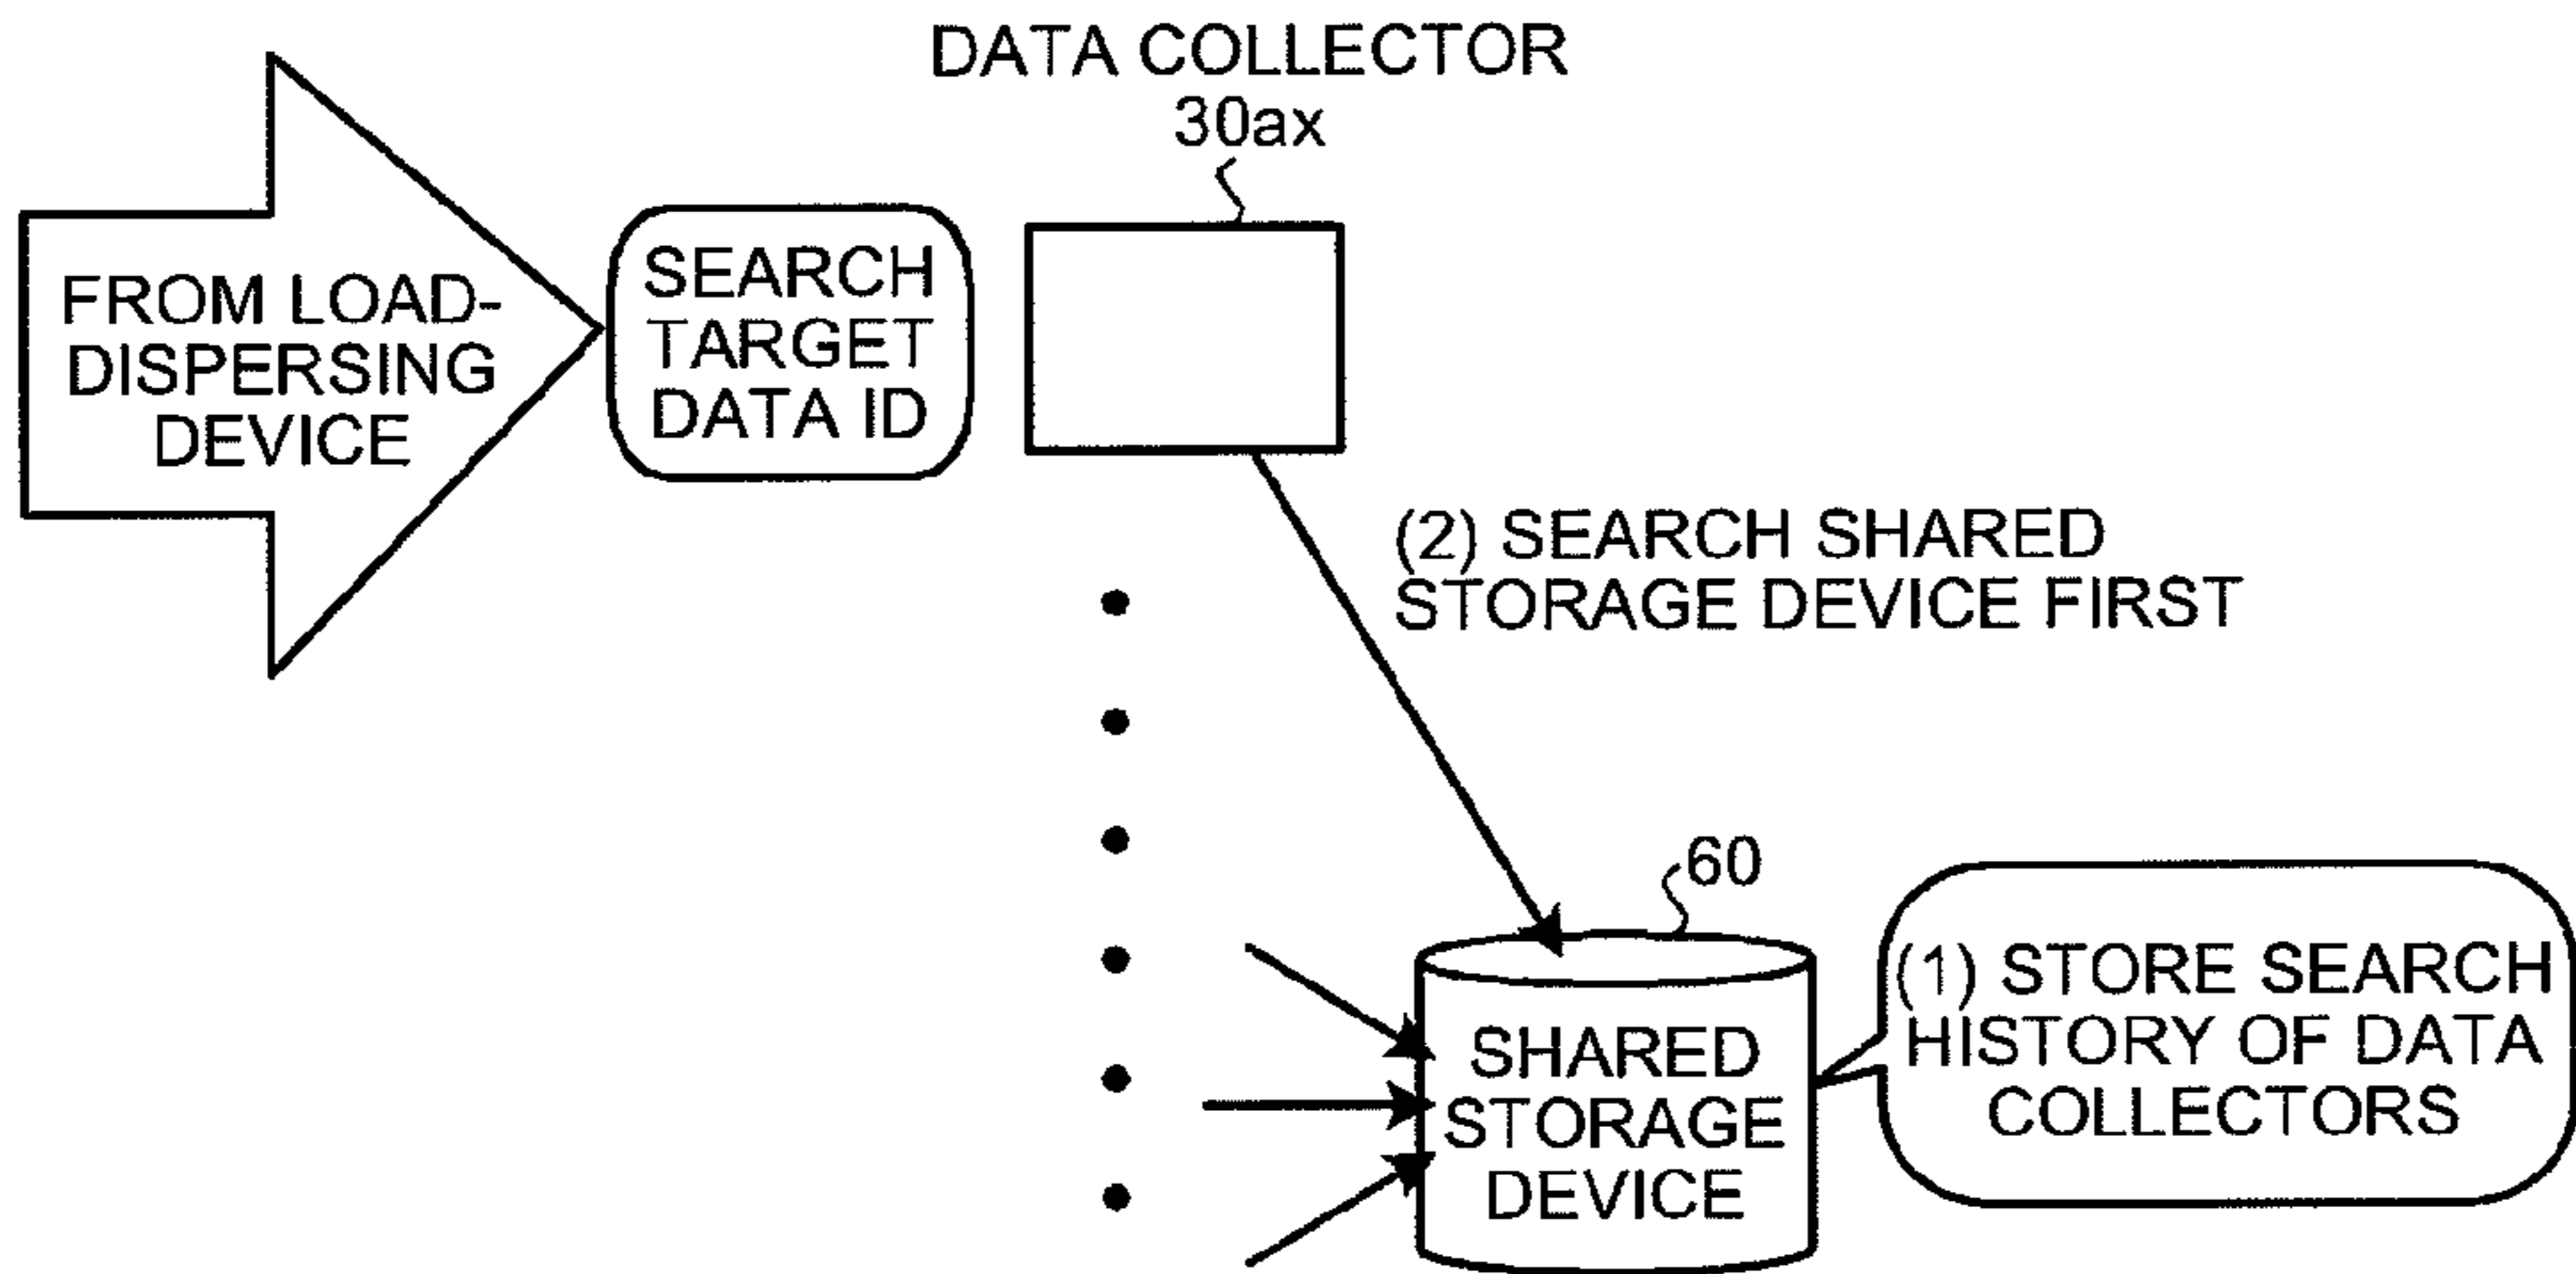 DATA COLLECTOR
30ax
FROM LOAD-
DISPERSING
DEVICE
SEARCH
TARGET
DATA ID
(2) SEARCH SHARED
STORAGE DEVICE FIRST
60
SHARED
STORAGE
DEVICE
(1) STORE SEARCH
HISTORY OF DATA
COLLECTORS